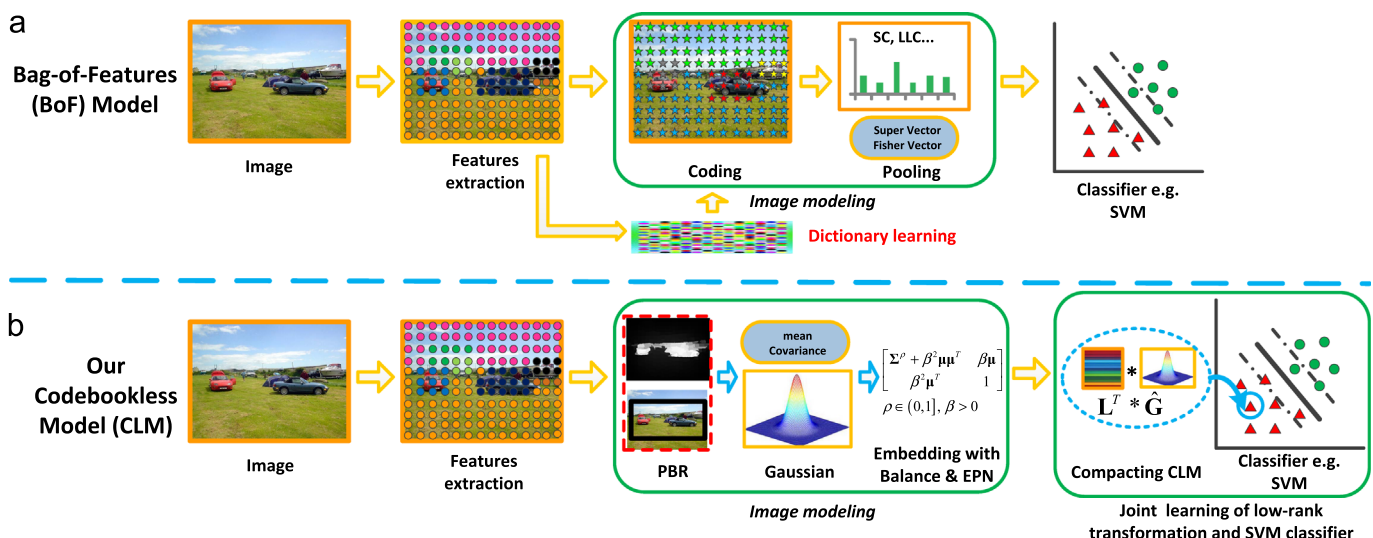 a
Bag-of-Features
(BoF) Model
Image
Features
extraction
Coding
SC, LLC...
Super Vector
Fisher Vector
Pooling
Image modeling
Dictionary learning
Classifier e.g.
SVM
b
Our
Codebookless
Model (CLM)
Image
Features
extraction
PBR
mean
Covariance
Gaussian
Σ^ρ + β²μμ^T βμ
β²μ^T 1
ρ ∈ (0,1], β > 0
Embedding with
Balance & EPN
Image modeling
*
L^T * Ĝ
Compacting CLM
Classifier e.g.
SVM
Joint learning of low-rank
transformation and SVM classifier